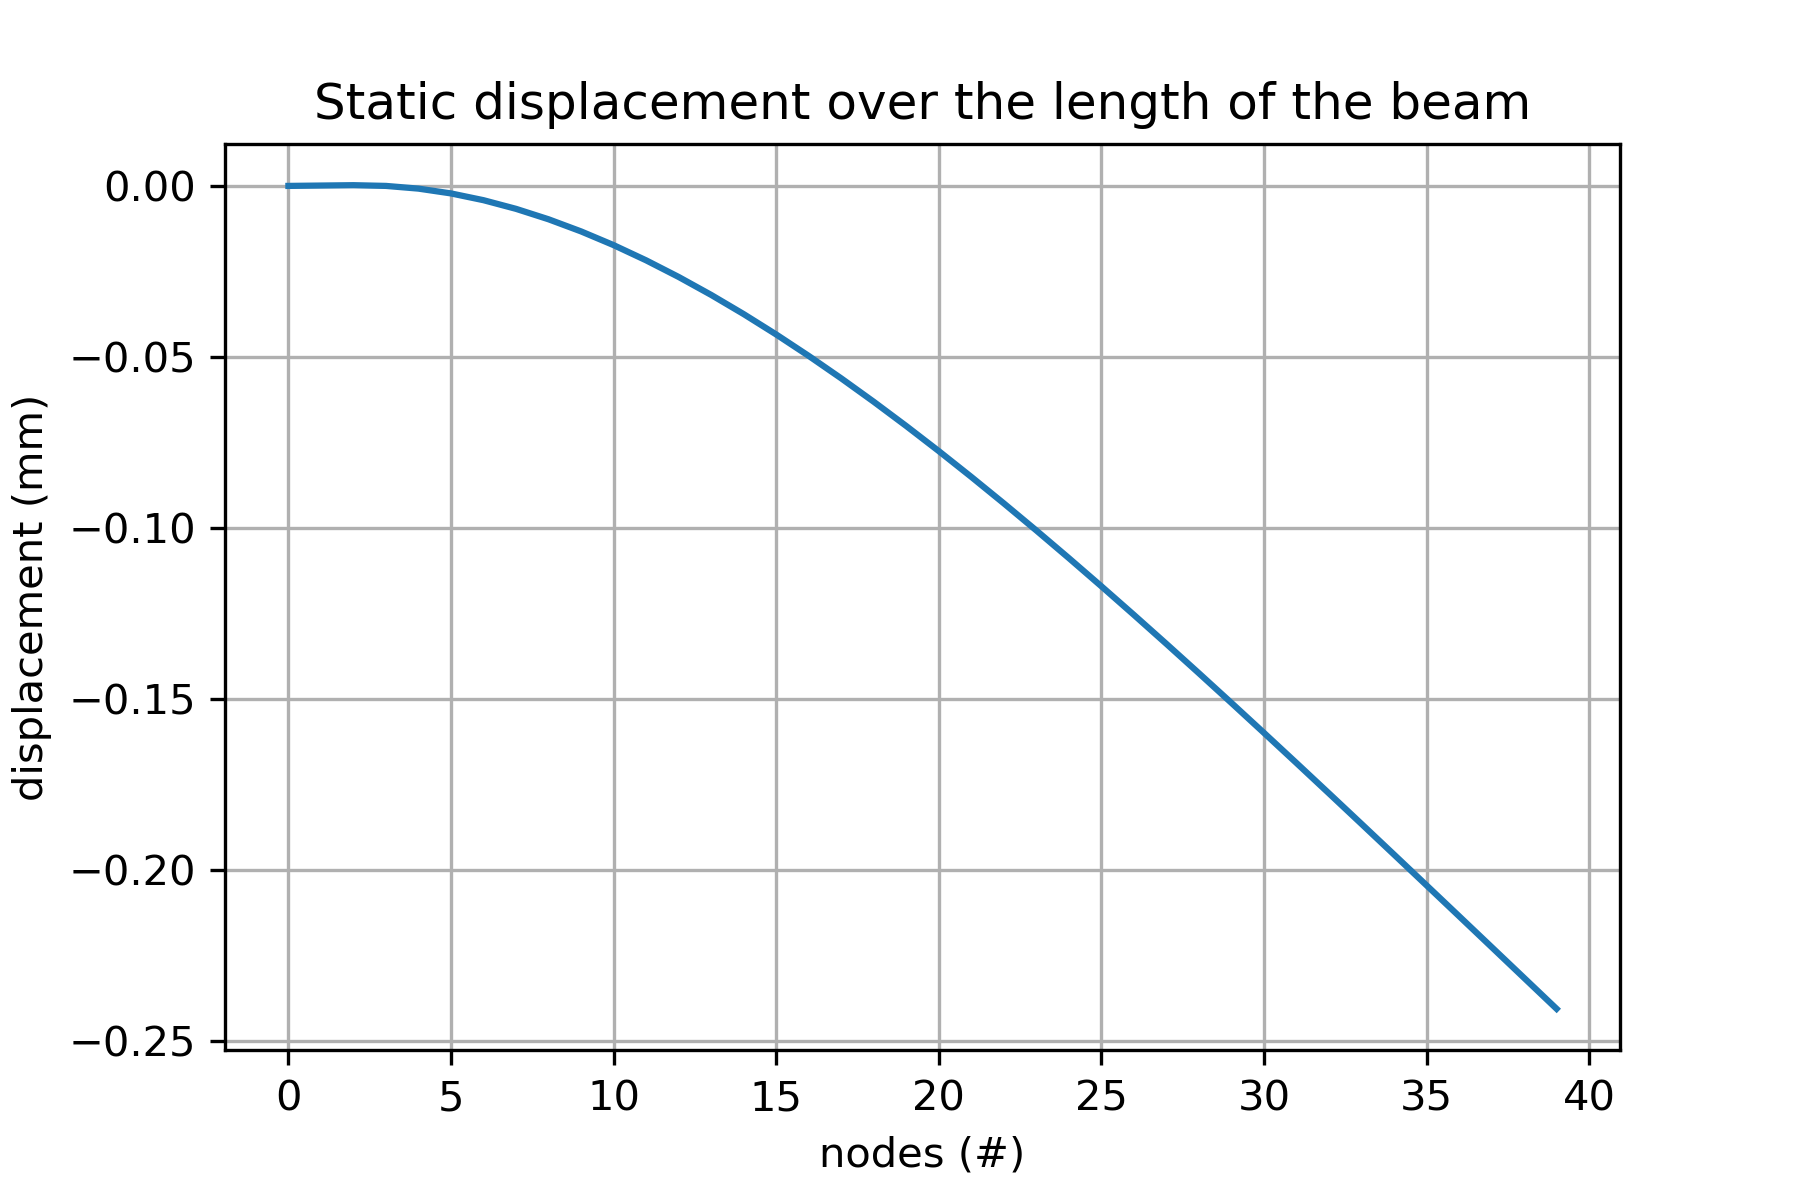 Static displacement over the length of the beam
0.00
−0.05
−0.10
−0.15
−0.20
−0.25
displacement (mm)
0 5 10 15 20 25 30 35 40
nodes (#)